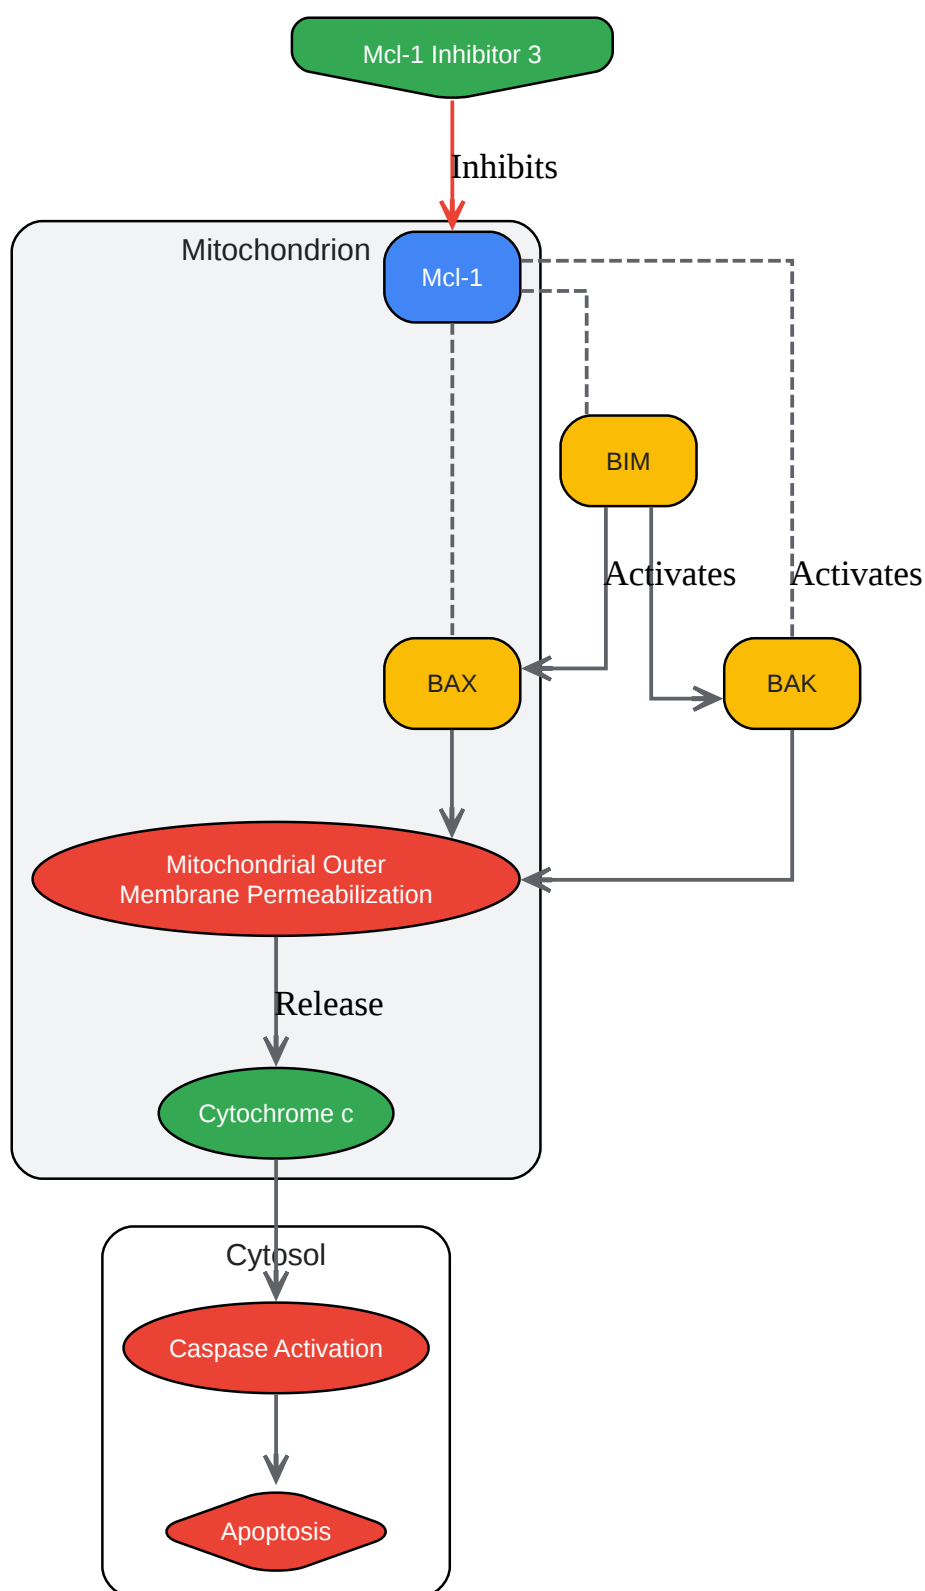 Mcl-1 Inhibitor 3
Inhibits
Mitochondrion
Mcl-1
BIM
Activates
Activates
BAX
BAK
Mitochondrial Outer
Membrane Permeabilization
Release
Cytochrome c
Cytosol
Caspase Activation
Apoptosis